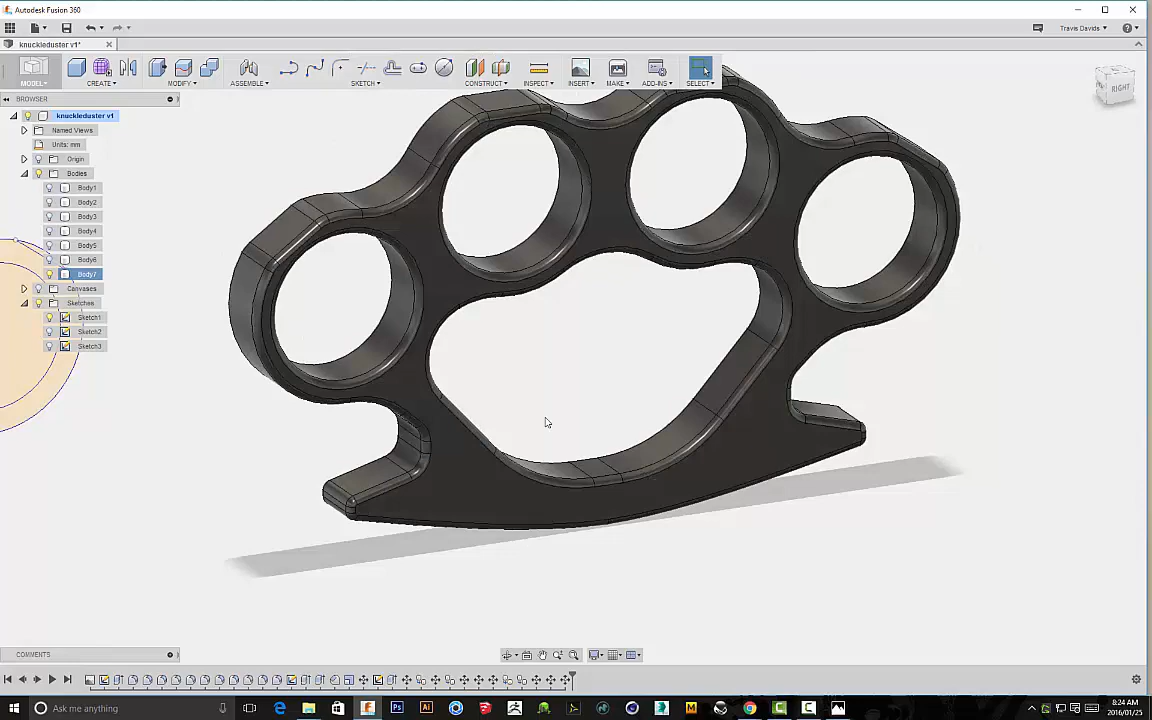 Autodesk Fusion 360
Travis Davids
knuckleduster v1*
MODEL
CREATE
MODIFY
ASSEMBLE
SKETCH
CONSTRUCT
INSPECT
INSERT
MAKE
ADD-INS
SELECT
RIGHT
BROWSER
knuckleduster v1
Named Views
Units: mm
Origin
Bodies
Body1
Body2
Body3
Body4
Body5
Body6
Body7
Canvases
Sketches
Sketch1
Sketch2
Sketch3
COMMENTS
Ask me anything
8:24 AM
2016/01/25